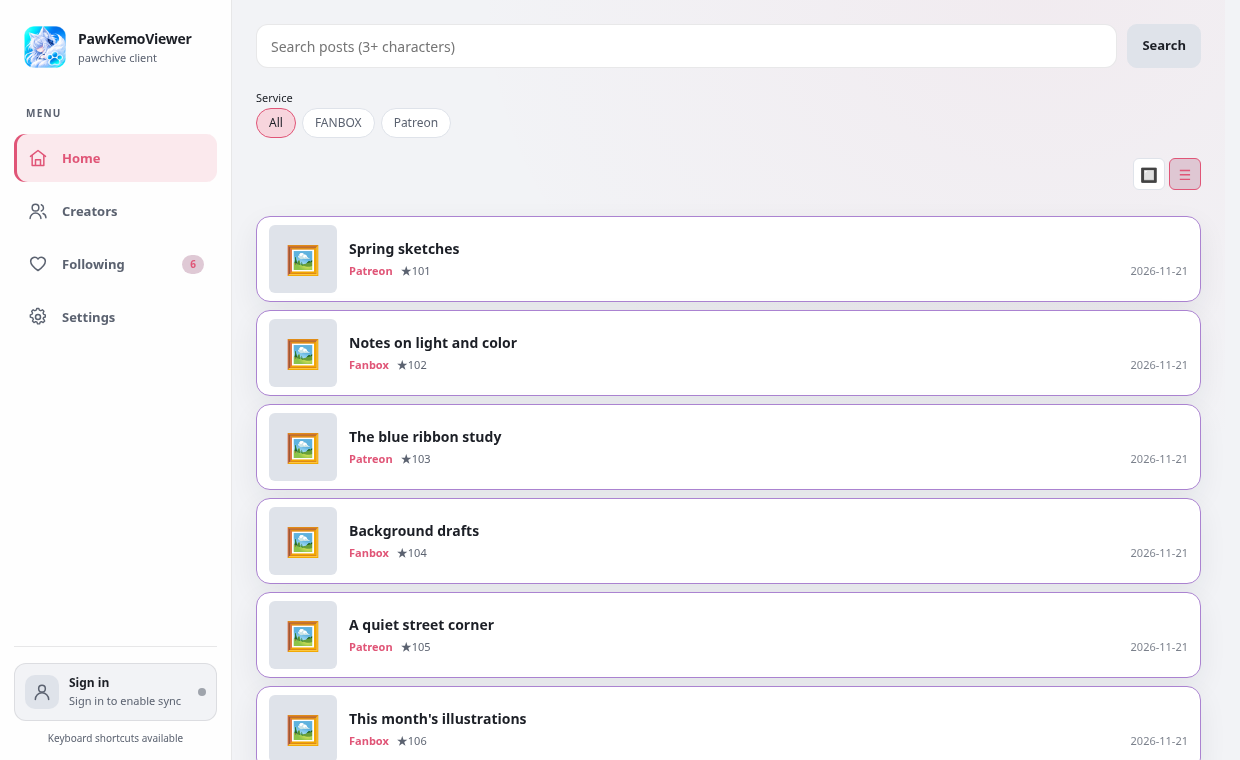 PawKemoViewer
pawchive client
MENU
Home
Creators
Following 6
Settings
Sign in
Sign in to enable sync
Keyboard shortcuts available
Search posts (3+ characters) Search
Service
All FANBOX Patreon
Spring sketches
Patreon ★101 2026-11-21
Notes on light and color
Fanbox ★102 2026-11-21
The blue ribbon study
Patreon ★103 2026-11-21
Background drafts
Fanbox ★104 2026-11-21
A quiet street corner
Patreon ★105 2026-11-21
This month's illustrations
Fanbox ★106 2026-11-21